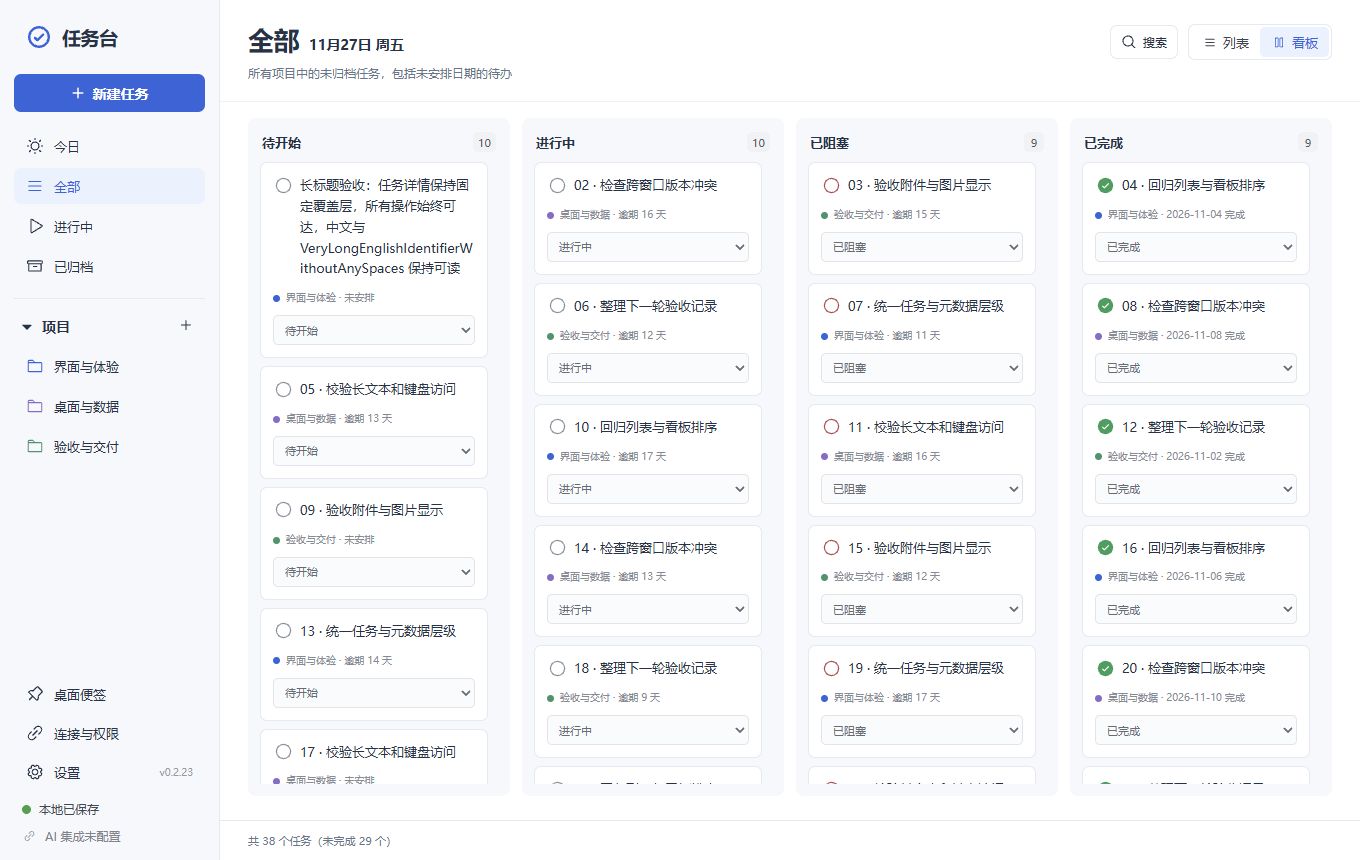 任务台
新建任务
今日
全部
进行中
已归档
项目
界面与体验
桌面与数据
验收与交付
桌面便签
连接与权限
设置 v0.2.23
本地已保存
AI 集成未配置
全部 11月27日 周五
所有项目中的未归档任务，包括未安排日期的待办
搜索
列表
看板
待开始 10
长标题验收：任务详情保持固
定覆盖层，所有操作始终可
达，中文与
VeryLongEnglishIdentifierW
ithoutAnySpaces 保持可读
界面与体验 · 未安排
待开始
05 · 校验长文本和键盘访问
桌面与数据 · 逾期 13 天
待开始
09 · 验收附件与图片显示
验收与交付 · 未安排
待开始
13 · 统一任务与元数据层级
界面与体验 · 逾期 14 天
待开始
17 · 校验长文本和键盘访问
桌面与数据 · 未安排
进行中 10
02 · 检查跨窗口版本冲突
桌面与数据 · 逾期 16 天
进行中
06 · 整理下一轮验收记录
验收与交付 · 逾期 12 天
进行中
10 · 回归列表与看板排序
界面与体验 · 逾期 17 天
进行中
14 · 检查跨窗口版本冲突
桌面与数据 · 逾期 13 天
进行中
18 · 整理下一轮验收记录
验收与交付 · 逾期 9 天
进行中
已阻塞 9
03 · 验收附件与图片显示
验收与交付 · 逾期 15 天
已阻塞
07 · 统一任务与元数据层级
界面与体验 · 逾期 11 天
已阻塞
11 · 校验长文本和键盘访问
桌面与数据 · 逾期 16 天
已阻塞
15 · 验收附件与图片显示
验收与交付 · 逾期 12 天
已阻塞
19 · 统一任务与元数据层级
界面与体验 · 逾期 17 天
已阻塞
已完成 9
04 · 回归列表与看板排序
界面与体验 · 2026-11-04 完成
已完成
08 · 检查跨窗口版本冲突
桌面与数据 · 2026-11-08 完成
已完成
12 · 整理下一轮验收记录
验收与交付 · 2026-11-02 完成
已完成
16 · 回归列表与看板排序
界面与体验 · 2026-11-06 完成
已完成
20 · 检查跨窗口版本冲突
桌面与数据 · 2026-11-10 完成
已完成
共 38 个任务（未完成 29 个）